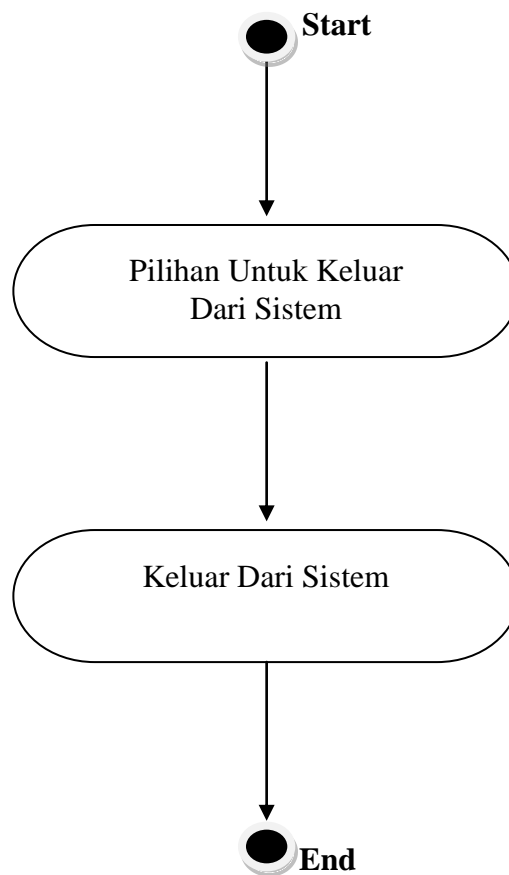 Start
Pilihan Untuk Keluar
Dari Sistem
Keluar Dari Sistem
End